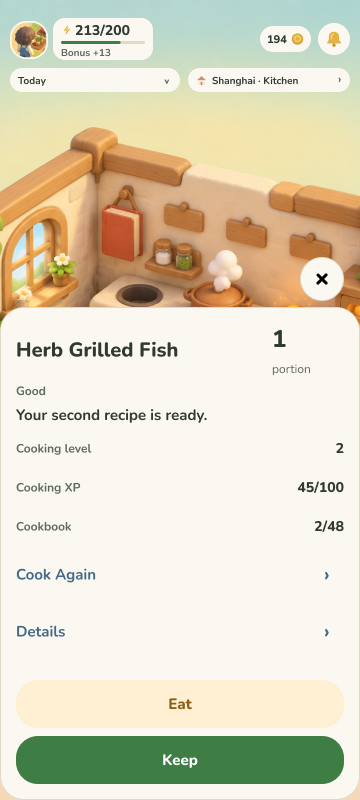 213/200
Bonus +13
194
Today
Shanghai · Kitchen
Herb Grilled Fish
1
portion
Good
Your second recipe is ready.
Cooking level 2
Cooking XP 45/100
Cookbook 2/48
Cook Again
Details
Eat
Keep